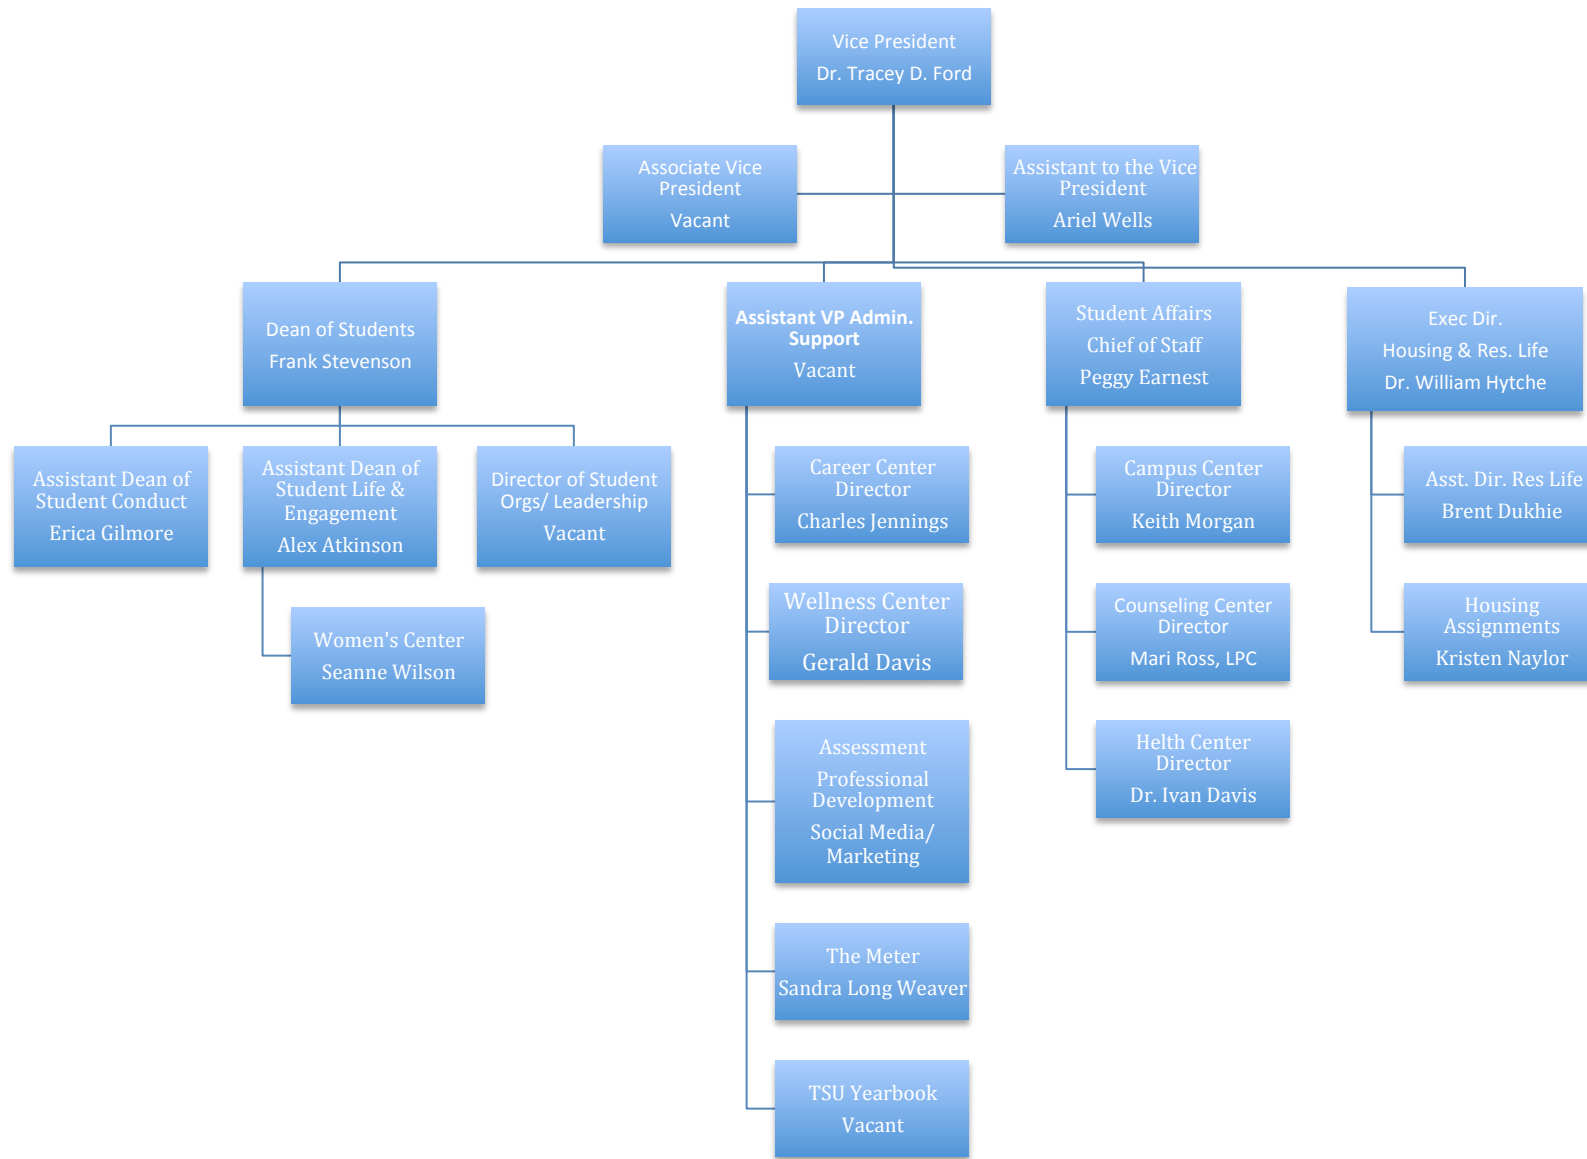 Vice President
Dr. Tracey D. Ford
Associate Vice
President
Vacant
Assistant to the Vice
President
Ariel Wells
Dean of Students
Frank Stevenson
Assistant VP Admin.
Support
Vacant
Student Affairs
Chief of Staff
Peggy Earnest
Exec Dir.
Housing & Res. Life
Dr. William Hytche
Assistant Dean of
Student Conduct
Erica Gilmore
Assistant Dean of
Student Life &
Engagement
Alex Atkinson
Director of Student
Orgs/ Leadership
Vacant
Women's Center
Seanne Wilson
Career Center
Director
Charles Jennings
Wellness Center
Director
Gerald Davis
Assessment
Professional
Development
Social Media/
Marketing
The Meter
Sandra Long Weaver
TSU Yearbook
Vacant
Campus Center
Director
Keith Morgan
Counseling Center
Director
Mari Ross, LPC
Helth Center
Director
Dr. Ivan Davis
Asst. Dir. Res Life
Brent Dukhie
Housing
Assignments
Kristen Naylor